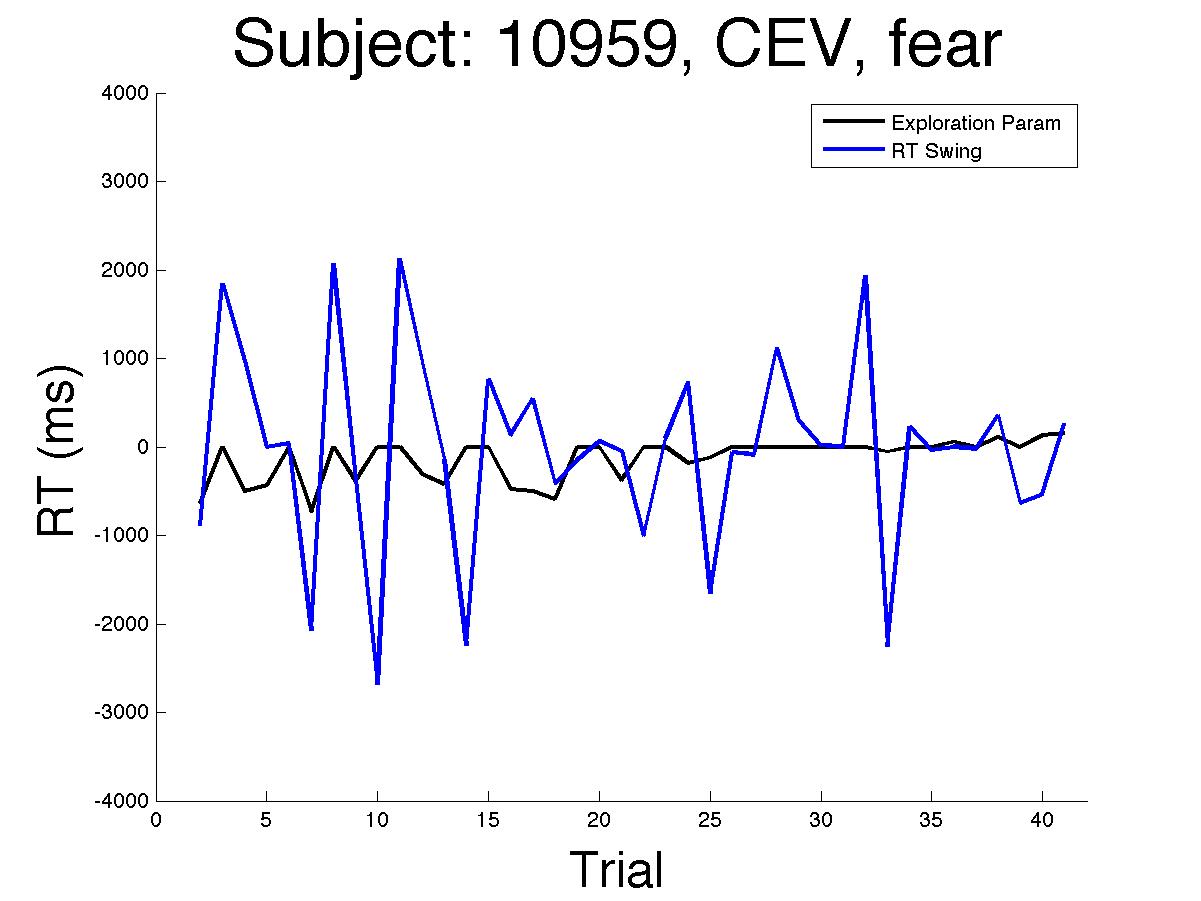 Subject: 10959, CEV, fear
Exploration Param
RT Swing
4000
3000
2000
1000
0
-1000
-2000
-3000
-4000
RT (ms)
0 5 10 15 20 25 30 35 40
Trial